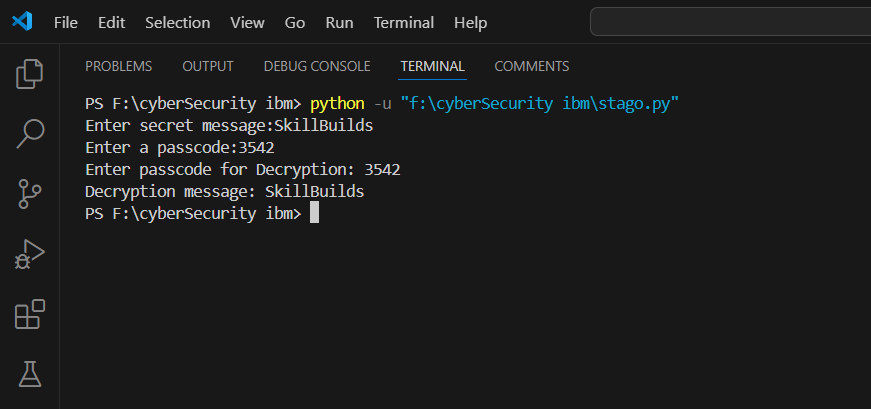 File Edit Selection View Go Run Terminal Help
PROBLEMS OUTPUT DEBUG CONSOLE TERMINAL COMMENTS
PS F:\cyberSecurity ibm> python -u "f:\cyberSecurity ibm\stago.py"
Enter secret message:SkillBuilds
Enter a passcode:3542
Enter passcode for Decryption: 3542
Decryption message: SkillBuilds
PS F:\cyberSecurity ibm>